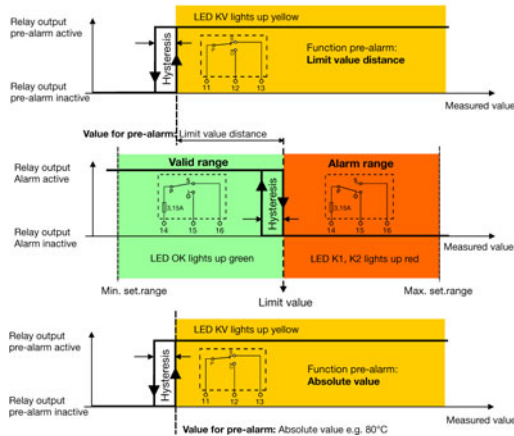 LED KV lights up yellow
Relay output
pre-alarm active
Hysteresis
11 12 13
Function pre-alarm:
Limit value distance
Relay output
pre-alarm inactive
Measured value
Value for pre-alarm: Limit value distance
Valid range
Alarm range
Relay output
Alarm active
3,15A
14 15 16
Hysteresis
3,15A
14 15 16
Relay output
Alarm inactive
Measured value
LED OK lights up green
LED K1, K2 lights up red
Min. set.range
Limit value
Max. set.range
LED KV lights up yellow
Relay output
pre-alarm active
Hysteresis
11 12 13
Function pre-alarm:
Absolute value
Relay output
pre-alarm inactive
Measured value
Value for pre-alarm: Absolute value e.g. 80°C